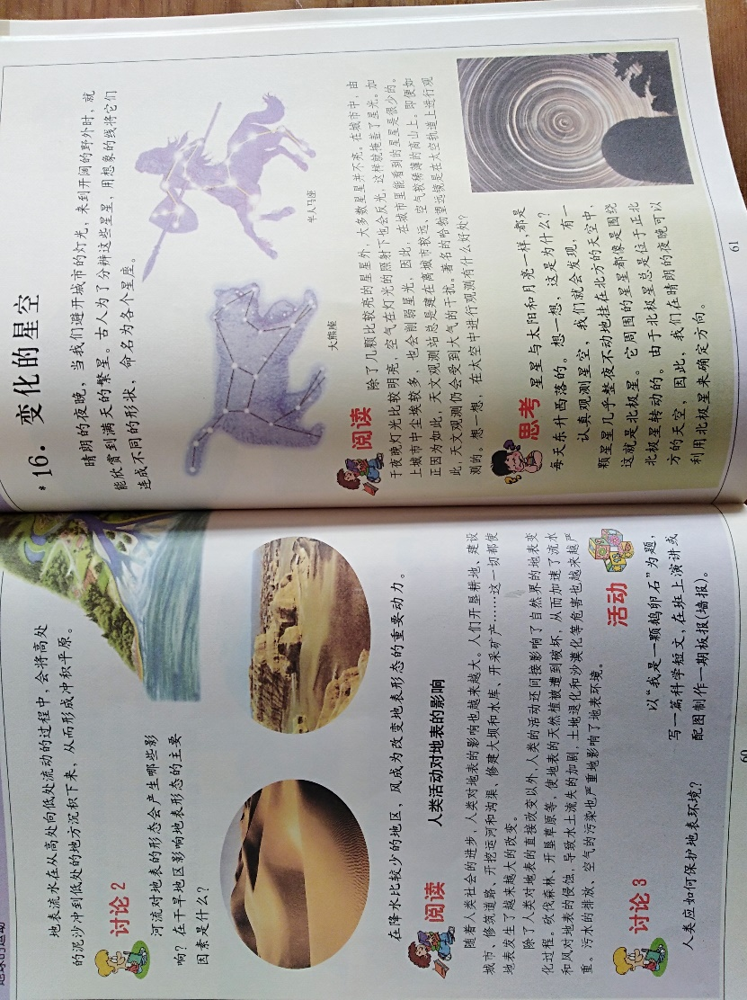 地表流水在从高处向低处流动的过程中，会将高处
的泥沙冲到低处的地方沉积下来，从而形成冲积平原。
讨论2
河流对地表的形态会产生哪些影
响？在干旱地区影响地表形态的主要
因素是什么？
在降水比较少的地区，风成为改变地表形态的重要动力。
阅读
人类活动对地表的影响
随着人类社会的进步，人类对地表的影响也越来越大。人们开垦耕地、建设
城市、修筑道路、开挖运河和沟渠、修建大坝和水库、开采矿产……这一切都使
地表发生了越来越大的改变。
除了人类对地表的直接改变以外，人类的活动还间接影响了自然界的地表变
化过程。砍伐森林、开垦草原等，使地表的天然植被遭到破坏，从而加速了流水
和风对地表的侵蚀，导致水土流失的加剧，土地退化和沙漠化等危害也越来越严
重。污水的排放、空气的污染也严重地影响了地表环境。
讨论3
人类应如何保护地表环境？
活动
以“我是一颗鹅卵石”为题，
写一篇科学短文，在班上演讲或
配图制作一期板报(墙报)。
60
*16. 变化的星空
晴朗的夜晚，当我们避开城市的灯光，来到开阔的野外时，就
能欣赏到满天的繁星。古人为了分辨这些星星，用想象的线将它们
连成不同的形状，命名为各个星座。
大熊座
半人马座
阅读
除了几颗比较亮的星星外，大多数星星并不亮。在城市中，由
于夜晚灯光比较明亮，空气在灯光的照射下也会反光，这样就掩盖了星光。加
上城市中尘埃较多，也会削弱星光，因此，在城市里能看到的星星是很少的。
正因为如此，天文观测站总是建在离城市较远、空气较稀薄的高山上。即便如
此，天文观测仍会受到大气的干扰。著名的哈勃望远镜是在太空轨道上进行观
测的。想一想，在太空中进行观测有什么好处？
思考
星星与太阳和月亮一样，都是
每天东升西落的。想一想，这是为什么？
认真观测星空，我们就会发现，有一
颗星星几乎整夜不动地挂在北方的天空中，
这就是北极星。它周围的星星都像是围绕
北极星转动的。由于北极星总是位于正北
方的天空，因此，我们在晴朗的夜晚可以
利用北极星来确定方向。
61